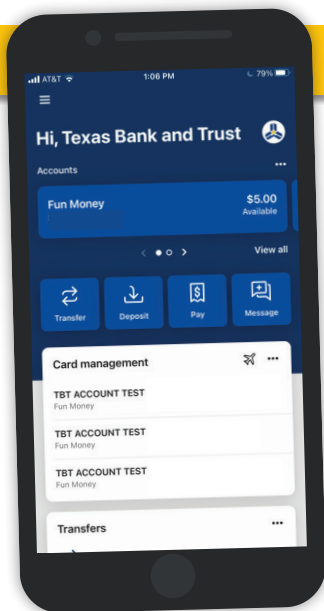 AT&T
1:06 PM
79%
Hi, Texas Bank and Trust
Accounts
Fun Money
$5.00
Available
View all
Transfer
Deposit
Pay
Message
Card management
TBT ACCOUNT TEST
Fun Money
TBT ACCOUNT TEST
Fun Money
TBT ACCOUNT TEST
Fun Money
Transfers